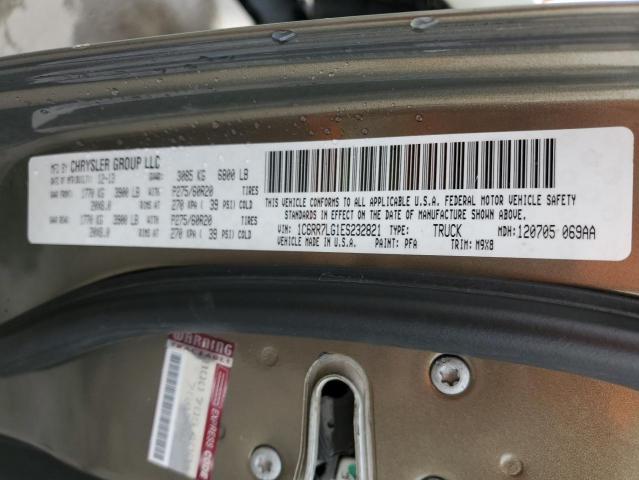 MFD BY CHRYSLER GROUP LLC
DATE OF MFR(BUILT): 12-13 GVWR: 3085 KG 6800 LB
GAWR FRONT: 1770 KG 3900 LB WITH P275/60R20 TIRES
20X8.0 RIMS AT 270 KPA ( 39 PSI) COLD
GAWR REAR: 1770 KG 3900 LB WITH P275/60R20 TIRES
20X8.0 RIMS AT 270 KPA ( 39 PSI) COLD
THIS VEHICLE CONFORMS TO ALL APPLICABLE U.S.A. FEDERAL MOTOR VEHICLE SAFETY
STANDARDS IN EFFECT ON THE DATE OF MANUFACTURE SHOWN ABOVE.
VIN: 1C6RR7LG1ES232821 TYPE: TRUCK MDH: 120705 069AA
VEHICLE MADE IN U.S.A. PAINT: PFA TRIM: M9X8
WARNING
EXPRESS CODE